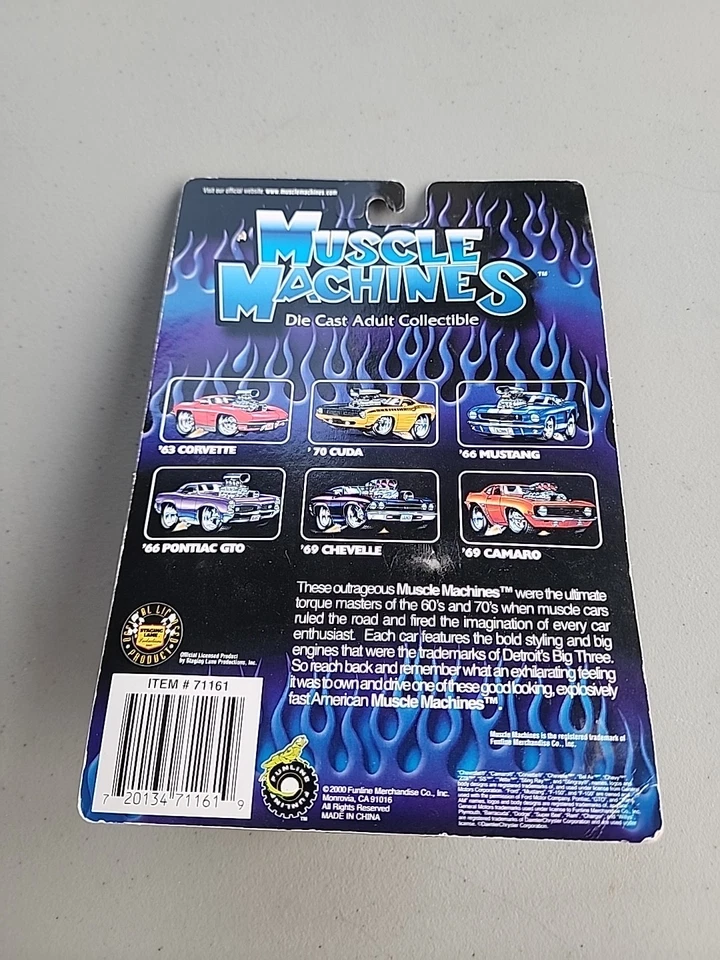 Visit our official website www.musclemachines.com
MUSCLE
MACHINES™
Die Cast Adult Collectible
'63 CORVETTE
'70 CUDA
'66 MUSTANG
'66 PONTIAC GTO
'69 CHEVELLE
'69 CAMARO
These outrageous Muscle Machines™ were the ultimate
torque masters of the 60's and 70's when muscle cars
ruled the road and fired the imagination of every car
enthusiast. Each car features the bold styling and big
engines that were the trademarks of Detroit's Big Three.
So reach back and remember what an exhilarating feeling
it was to own and drive one of these good looking, explosively
fast American Muscle Machines™
STAGING LANE
PRODUCT
Official Licensed Product
by Staging Lane Productions, Inc.
ITEM # 71161
7 20134 71161 9
FUNLINE FUNLINE
™
Muscle Machines is the registered trademark of
Funline Merchandise Co., Inc.
©2000 Funline Merchandise Co., Inc.
Monrovia, CA 91016
All Rights Reserved
MADE IN CHINA